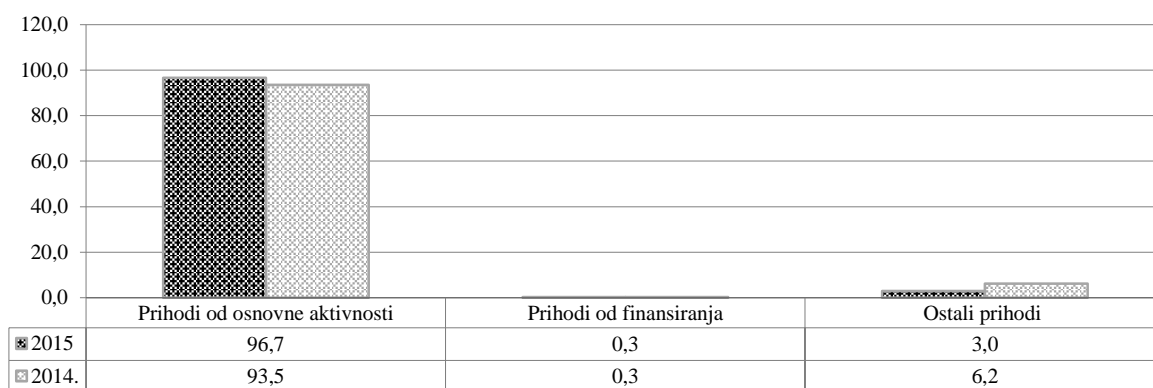 120,0
100,0
80,0
60,0
40,0
20,0
0,0
Prihodi od osnovne aktivnosti Prihodi od finansiranja Ostali prihodi
2015 96,7 0,3 3,0
2014. 93,5 0,3 6,2